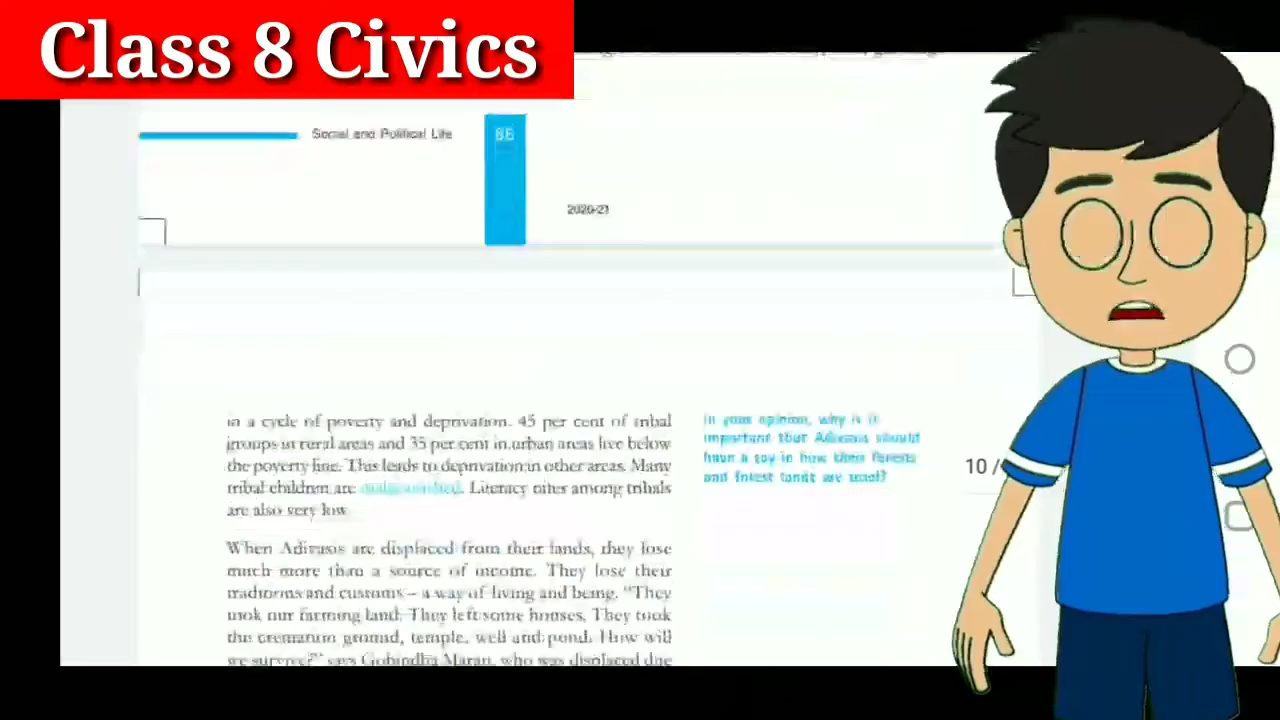 Class 8 Civics
Social and Political Life
86
2020-21
in a cycle of poverty and deprivation. 45 per cent of tribal
groups in rural areas and 35 per cent in urban areas live below
the poverty line. This leads to deprivation in other areas. Many
tribal children are malnourished. Literacy rates among tribals
are also very low.
When Adivasis are displaced from their lands, they lose
much more than a source of income. They lose their
traditions and customs – a way of living and being. "They
took our farming land. They left some houses. They took
the cremation ground, temple, well and pond. How will
we survive?" says Gobindha Maran, who was displaced due
In your opinion, why is it
important that Adivasis should
have a say in how their forests
and forest lands are used?
10 /